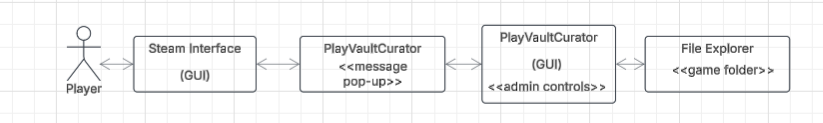 Player
Steam Interface
(GUI)
PlayVaultCurator
<<message
pop-up>>
PlayVaultCurator
(GUI)
<<admin controls>>
File Explorer
<<game folder>>